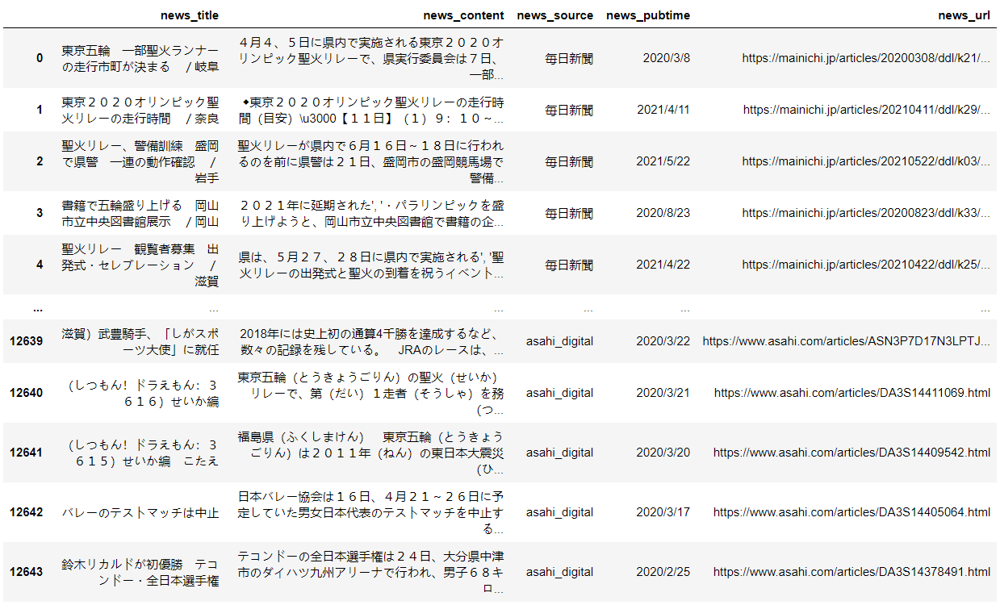 news_title news_content news_source news_pubtime news_url
0 東京五輪　一部聖火ランナーの走行市町が決まる　／岐阜 ４月４、５日に県内で実施される東京２０２０オリンピック聖火リレーで、県実行委員会は７日、一部... 毎日新聞 2020/3/8 https://mainichi.jp/articles/20200308/ddl/k21/...
1 東京２０２０オリンピック聖火リレーの走行時間　／奈良 ◆東京２０２０オリンピック聖火リレーの走行時間（目安）\u3000【１１日】（１）９：１０～... 毎日新聞 2021/4/11 https://mainichi.jp/articles/20210411/ddl/k29/...
2 聖火リレー、警備訓練　盛岡で県警　一連の動作確認　／岩手 聖火リレーが県内で６月１６日～１８日に行われるのを前に県警は２１日、盛岡市の盛岡競馬場で警備... 毎日新聞 2021/5/22 https://mainichi.jp/articles/20210522/ddl/k03/...
3 書籍で五輪盛り上げる　岡山市立中央図書館展示　／岡山 ２０２１年に延期された', '・パラリンピックを盛り上げようと、岡山市立中央図書館で書籍の企... 毎日新聞 2020/8/23 https://mainichi.jp/articles/20200823/ddl/k33/...
4 聖火リレー　観覧者募集　出発式・セレブレーション　／滋賀 県は、５月２７、２８日に県内で実施される', '聖火リレーの出発式と聖火の到着を祝うイベント... 毎日新聞 2021/4/22 https://mainichi.jp/articles/20210422/ddl/k25/...
... ... ... ... ... ...
12639 滋賀）武豊騎手、「しがスポーツ大使」に就任 2018年には史上初の通算4千勝を達成するなど、数々の記録を残している。　JRAのレースは、... asahi_digital 2020/3/22 https://www.asahi.com/articles/ASN3P7D17N3LPTJ...
12640 （しつもん！ドラえもん：３６１６）せいか編 東京五輪（とうきょうごりん）の聖火（せいか）リレーで、第（だい）１走者（そうしゃ）を務（つ... asahi_digital 2020/3/21 https://www.asahi.com/articles/DA3S14411069.html
12641 （しつもん！ドラえもん：３６１５）せいか編　こたえ 福島県（ふくしまけん）　東京五輪（とうきょうごりん）は２０１１年（ねん）の東日本大震災（ひ... asahi_digital 2020/3/20 https://www.asahi.com/articles/DA3S14409542.html
12642 バレーのテストマッチは中止 日本バレー協会は１６日、４月２１～２６日に予定していた男女日本代表のテストマッチを中止する... asahi_digital 2020/3/17 https://www.asahi.com/articles/DA3S14405064.html
12643 鈴木リカルドが初優勝　テコンドー・全日本選手権 テコンドーの全日本選手権は２４日、大分県中津市のダイハツ九州アリーナで行われ、男子６８キロ... asahi_digital 2020/2/25 https://www.asahi.com/articles/DA3S14378491.html